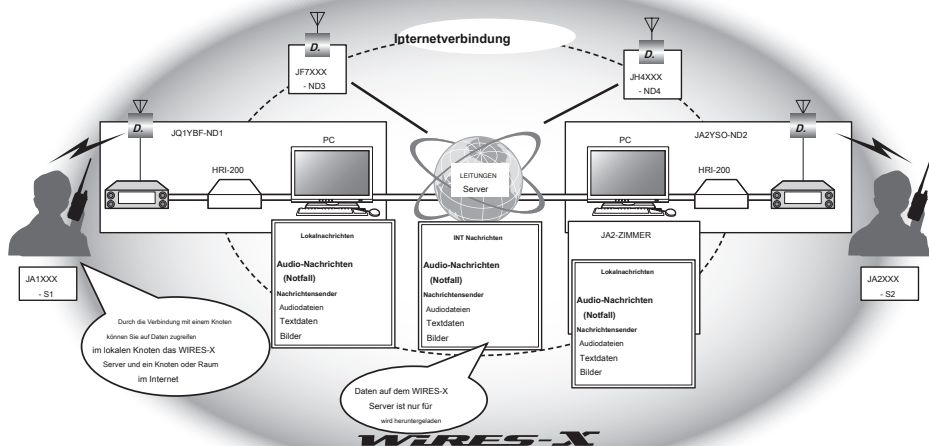 Internetverbindung
D.
JF7XXX
- ND3
D.
JH4XXX
- ND4
D.
JQ1YBF-ND1
PC
HRI-200
LEITUNGEN
Server
PC
JA2YSO-ND2
HRI-200
D.
JA1XXX
- S1
JA2XXX
- S2
Lokalnachrichten
Audio-Nachrichten
(Notfall)
Nachrichtensender
Audiodateien
Textdaten
Bilder
INT Nachrichten
Audio-Nachrichten
(Notfall)
Nachrichtensender
Audiodateien
Textdaten
Bilder
JA2-ZIMMER
Lokalnachrichten
Audio-Nachrichten
(Notfall)
Nachrichtensender
Audiodateien
Textdaten
Bilder
Durch die Verbindung mit einem Knoten
können Sie auf Daten zugreifen
im lokalen Knoten das WIRES-X
Server und ein Knoten oder Raum
im Internet
Daten auf dem WIRES-X
Server ist nur für
wird heruntergeladen
WiRES-X